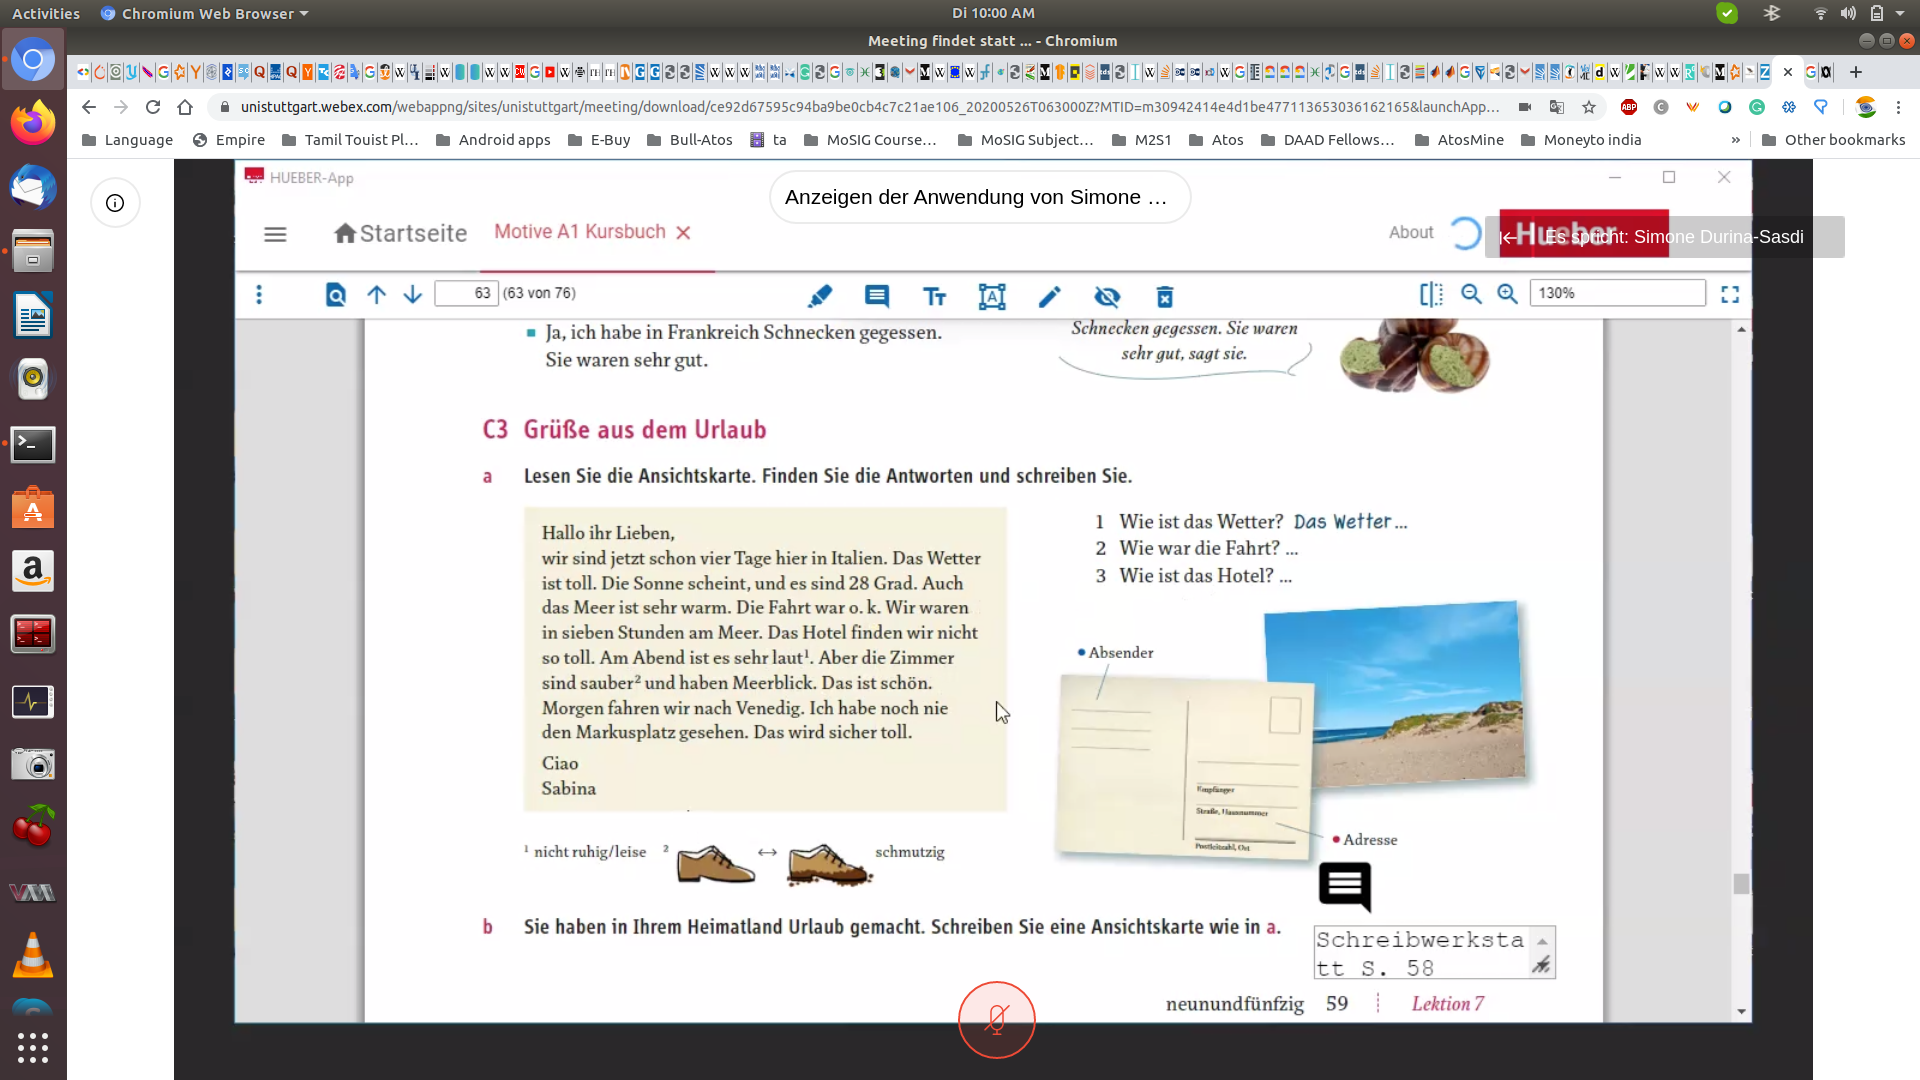 Activities
Chromium Web Browser
Di 10:00 AM
Meeting findet statt ... - Chromium
unistuttgart.webex.com/webappng/sites/unistuttgart/meeting/download/ce92d67595c94ba9be0cb4c7c21ae106_20200526T063000Z?MTID=m30942414e4d1be477113653036162165&launchApp...
Language
Empire
Tamil Touist Pl...
Android apps
E-Buy
Bull-Atos
ta
MoSIG Course...
MoSIG Subject...
M2S1
Atos
DAAD Fellows...
AtosMine
Moneyto india
»
Other bookmarks
HUEBER-App
Anzeigen der Anwendung von Simone ...
Startseite
Motive A1 Kursbuch
About
Hueber
Es spricht: Simone Durina-Sasdi
63 (63 von 76)
130%
Ja, ich habe in Frankreich Schnecken gegessen.
Sie waren sehr gut.
Schnecken gegessen. Sie waren
sehr gut, sagt sie.
C3 Grüße aus dem Urlaub
a Lesen Sie die Ansichtskarte. Finden Sie die Antworten und schreiben Sie.
Hallo ihr Lieben,
wir sind jetzt schon vier Tage hier in Italien. Das Wetter
ist toll. Die Sonne scheint, und es sind 28 Grad. Auch
das Meer ist sehr warm. Die Fahrt war o. k. Wir waren
in sieben Stunden am Meer. Das Hotel finden wir nicht
so toll. Am Abend ist es sehr laut¹. Aber die Zimmer
sind sauber² und haben Meerblick. Das ist schön.
Morgen fahren wir nach Venedig. Ich habe noch nie
den Markusplatz gesehen. Das wird sicher toll.
Ciao
Sabina
1 Wie ist das Wetter? Das Wetter ...
2 Wie war die Fahrt? ...
3 Wie ist das Hotel? ...
Absender
Empfänger
Straße, Hausnummer
Postleitzahl, Ort
Adresse
¹ nicht ruhig/leise ² ↔ schmutzig
b Sie haben in Ihrem Heimatland Urlaub gemacht. Schreiben Sie eine Ansichtskarte wie in a.
Schreibwerksta
tt S. 58
neunundfünfzig 59 Lektion 7